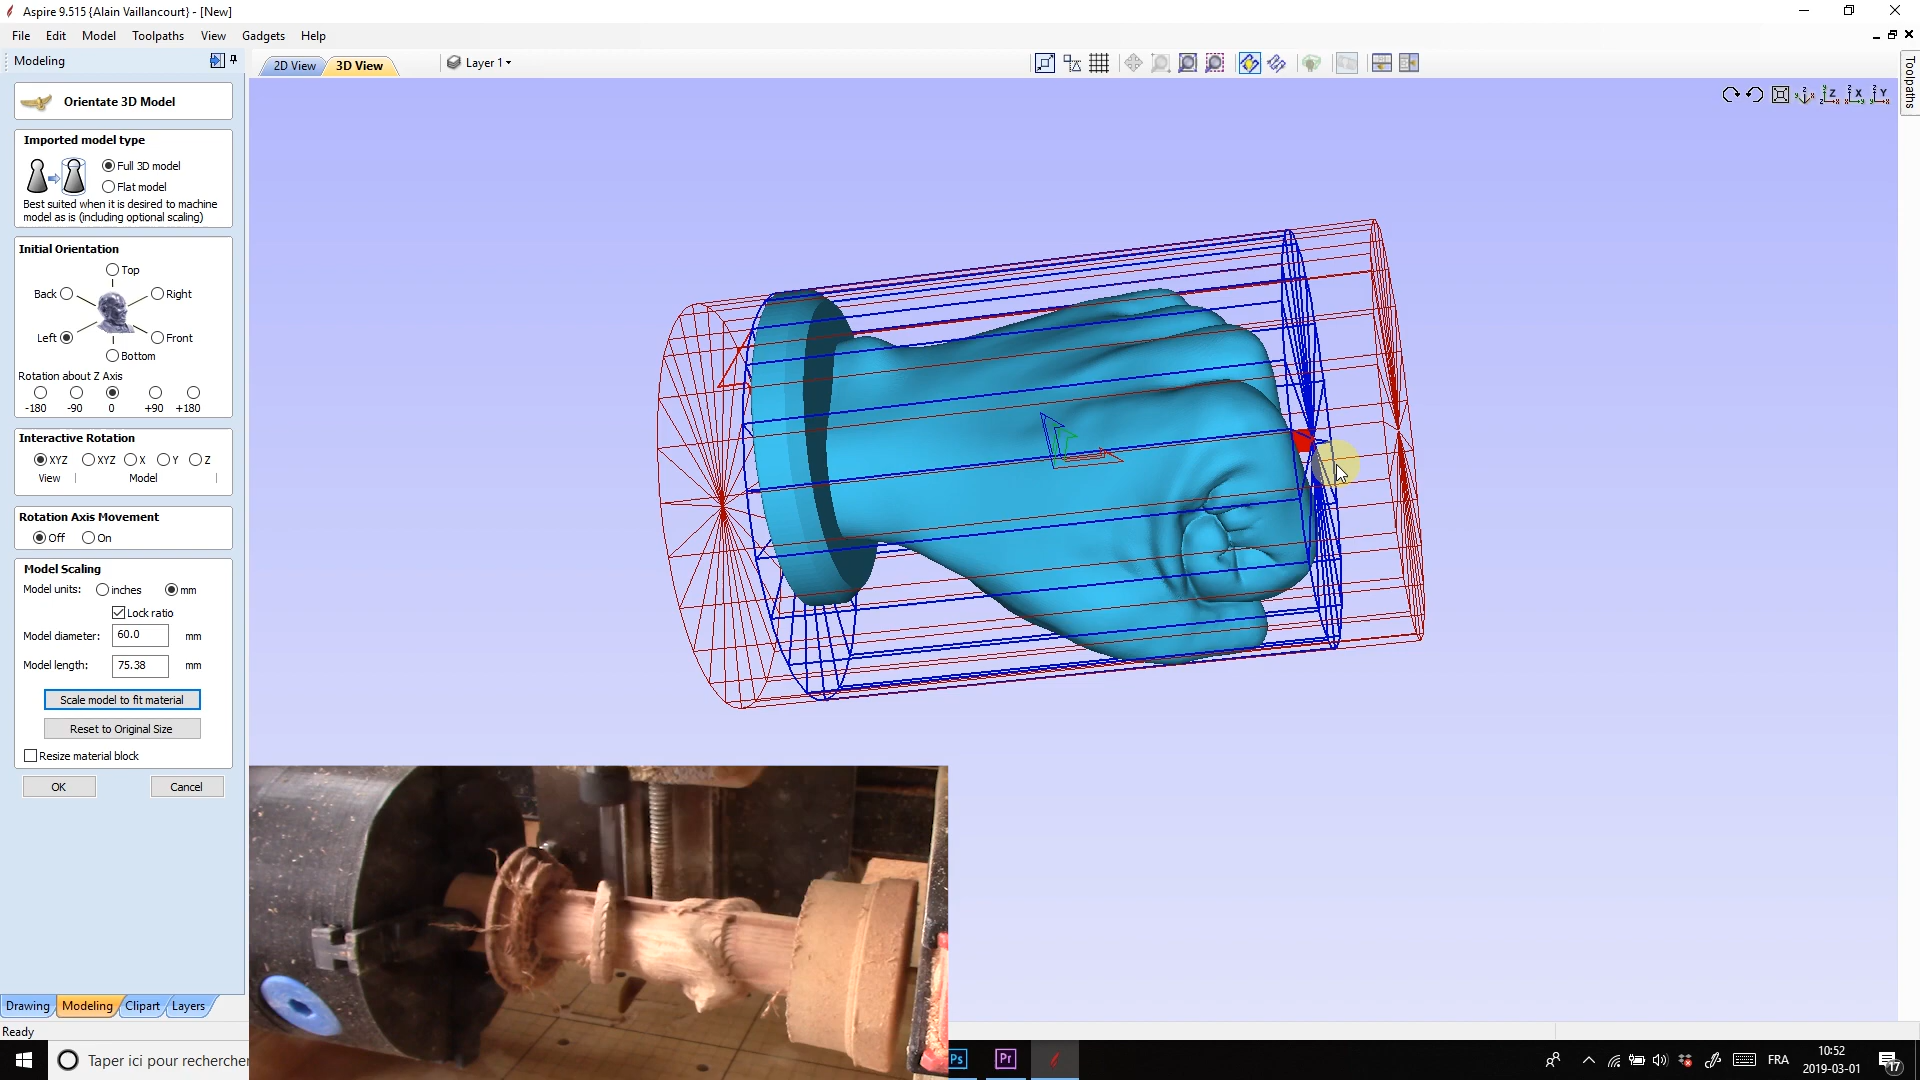 Aspire 9.515 {Alain Vaillancourt} - [New]
File Edit Model Toolpaths View Gadgets Help
Modeling
2D View 3D View Layer 1
Toolpaths
Orientate 3D Model
Imported model type
Full 3D model
Flat model
Best suited when it is desired to machine
model as is (including optional scaling)
Initial Orientation
Top
Back Right
Left Front
Bottom
Rotation about Z Axis
-180 -90 0 +90 +180
Interactive Rotation
XYZ XYZ X Y Z
View Model
Rotation Axis Movement
Off On
Model Scaling
Model units: inches mm
Lock ratio
Model diameter: 60.0 mm
Model length: 75.38 mm
Scale model to fit material
Reset to Original Size
Resize material block
OK Cancel
Drawing Modeling Clipart Layers
Ready
Taper ici pour rechercher
Ps Pr
FRA
10:52
2019-03-01
17